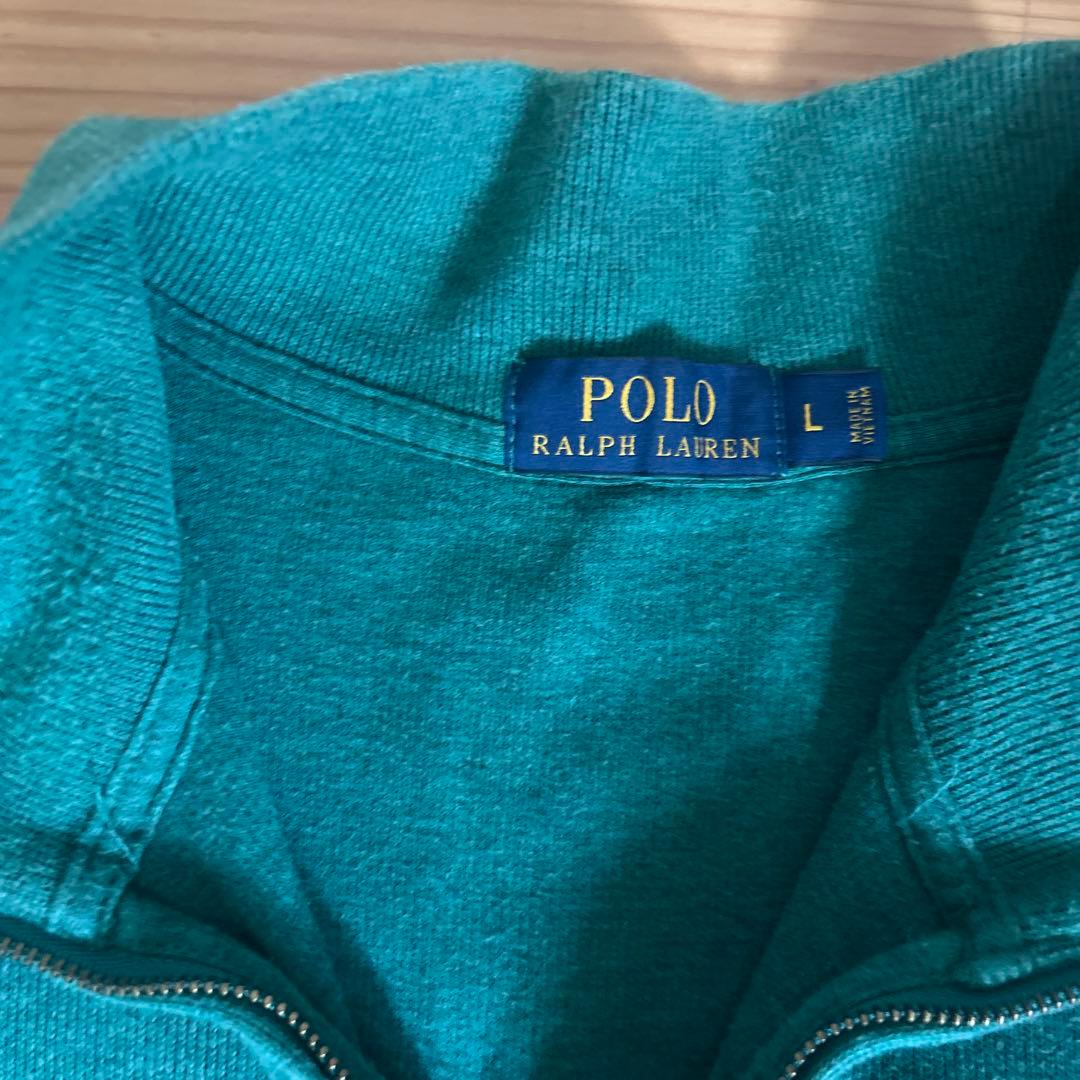 POLO
RALPH LAUREN
L
MADE IN
VIETNAM